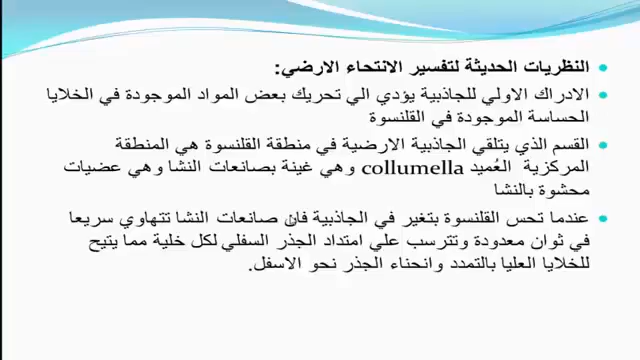 النظريات الحديثة لتفسير الانتحاء الارضي:
الادراك الاولي للجاذبية يؤدي الي تحريك بعض المواد الموجودة في الخلايا
الحساسة الموجودة في القلنسوة
القسم الذي يتلقي الجاذبية الارضية في منطقة القلنسوة هي المنطقة
المركزية العُميد collumella وهي غينة بصانعات النشا وهي عضيات
محشوة بالنشا
عندما تحس القلنسوة بتغير في الجاذبية فان صانعات النشا تتهاوي سريعا
في ثوان معدودة وتترسب علي امتداد الجذر السفلي لكل خلية مما يتيح
للخلايا العليا بالتمدد وانحناء الجذر نحو الاسفل.